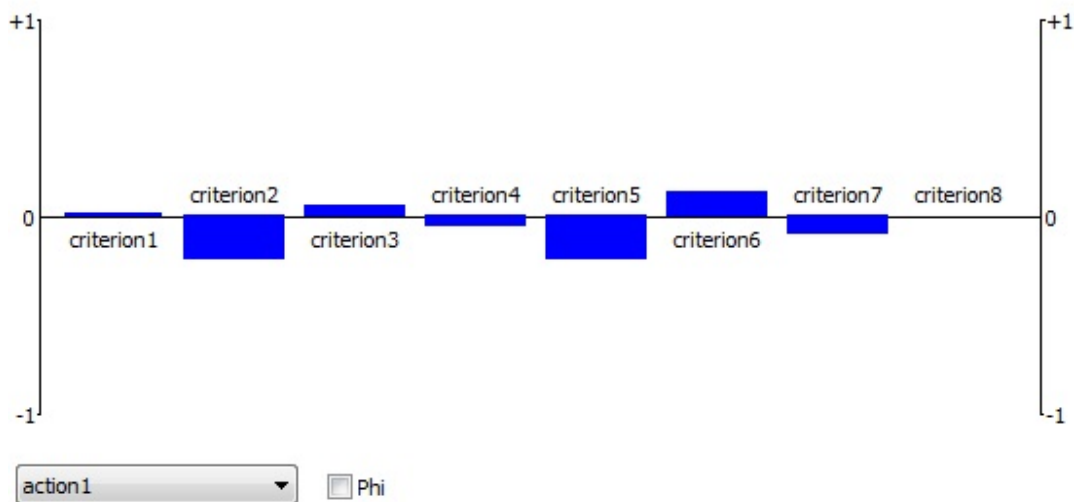 +1 +1
criterion2 criterion4 criterion5 criterion7 criterion8
0 0
criterion1 criterion3 criterion6
-1 -1
action1 Phi